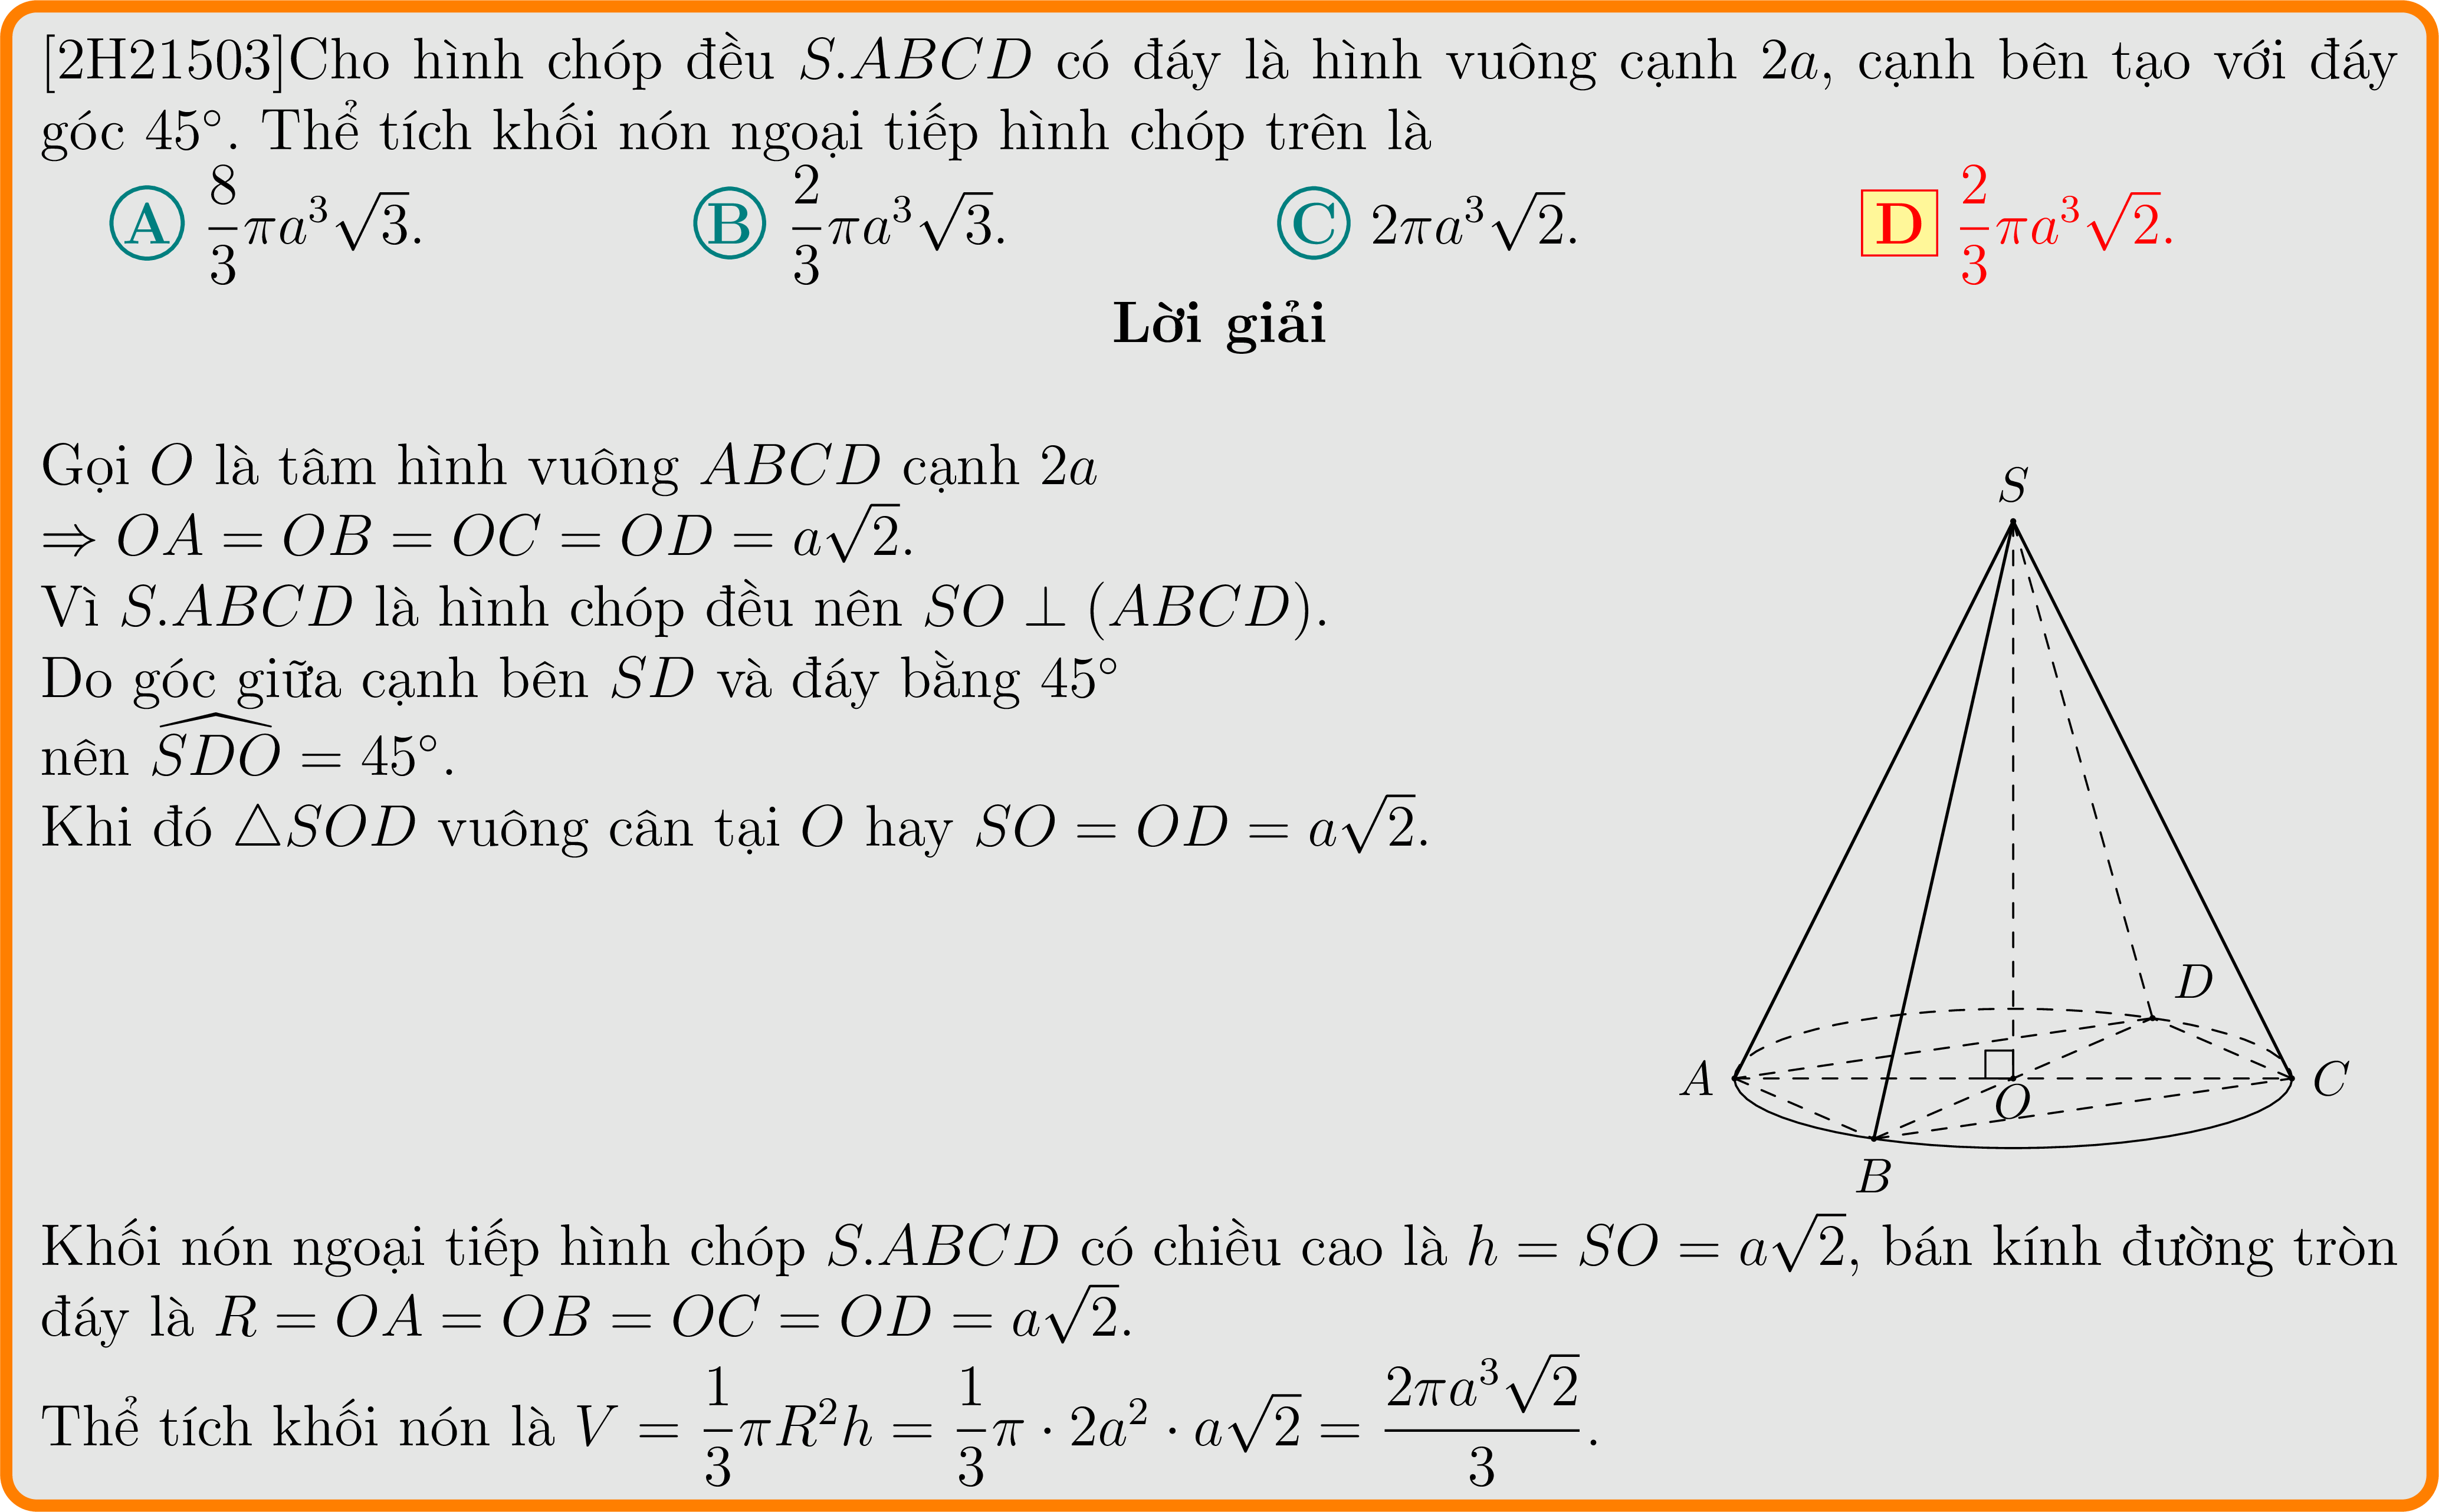 [2H21503]Cho hình chóp đều S.ABCD có đáy là hình vuông cạnh 2a, cạnh bên tạo với đáy
góc 45°. Thể tích khối nón ngoại tiếp hình chóp trên là
A $\frac{8}{3}\pi a^3\sqrt{3}$. B $\frac{2}{3}\pi a^3\sqrt{3}$. C $2\pi a^3\sqrt{2}$. D $\frac{2}{3}\pi a^3\sqrt{2}$.
Lời giải
Gọi O là tâm hình vuông ABCD cạnh 2a
⇒ OA = OB = OC = OD = a√2.
Vì S.ABCD là hình chóp đều nên SO ⊥ (ABCD).
Do góc giữa cạnh bên SD và đáy bằng 45°
nên $\widehat{SDO}$ = 45°.
Khi đó △SOD vuông cân tại O hay SO = OD = a√2.
S
D
A
O
C
B
Khối nón ngoại tiếp hình chóp S.ABCD có chiều cao là h = SO = a√2, bán kính đường tròn
đáy là R = OA = OB = OC = OD = a√2.
Thể tích khối nón là $V = \frac{1}{3}\pi R^2h = \frac{1}{3}\pi \cdot 2a^2 \cdot a\sqrt{2} = \frac{2\pi a^3\sqrt{2}}{3}$.